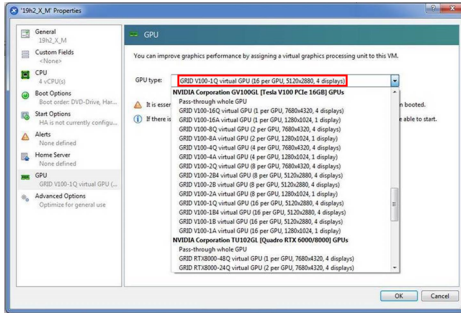 '19h2_X_M' Properties
General
19h2_X_M
Custom Fields
<None>
CPU
4 vCPU(s)
Boot Options
Boot order: DVD-Drive, Har...
Start Options
HA is not currently configu...
Alerts
None defined
Home Server
None defined
GPU
GRID V100-1Q virtual GPU (...
Advanced Options
Optimize for general use
GPU
You can improve graphics performance by assigning a virtual graphics processing unit to this VM.
GPU type:
GRID V100-1Q virtual GPU (16 per GPU, 5120x2880, 4 displays)
It is esser
n booted.
If there is
e able to start.
NVIDIA Corporation GV100GL [Tesla V100 PCIe 16GB] GPUs
Pass-through whole GPU
GRID V100-16Q virtual GPU (1 per GPU, 7680x4320, 4 displays)
GRID V100-16A virtual GPU (1 per GPU, 1280x1024, 1 display)
GRID V100-8Q virtual GPU (2 per GPU, 7680x4320, 4 displays)
GRID V100-8A virtual GPU (2 per GPU, 1280x1024, 1 display)
GRID V100-4Q virtual GPU (4 per GPU, 7680x4320, 4 displays)
GRID V100-4A virtual GPU (4 per GPU, 1280x1024, 1 display)
GRID V100-2Q virtual GPU (8 per GPU, 7680x4320, 4 displays)
GRID V100-2B4 virtual GPU (8 per GPU, 5120x2880, 4 displays)
GRID V100-2B virtual GPU (8 per GPU, 5120x2880, 4 displays)
GRID V100-2A virtual GPU (8 per GPU, 1280x1024, 1 display)
GRID V100-1Q virtual GPU (16 per GPU, 5120x2880, 4 displays)
GRID V100-1B4 virtual GPU (16 per GPU, 5120x2880, 4 displays)
GRID V100-1B virtual GPU (16 per GPU, 5120x2880, 4 displays)
GRID V100-1A virtual GPU (16 per GPU, 1280x1024, 1 display)
NVIDIA Corporation TU102GL [Quadro RTX 6000/8000] GPUs
Pass-through whole GPU
GRID RTX8000-48Q virtual GPU (1 per GPU, 7680x4320, 4 displays)
GRID RTX8000-24Q virtual GPU (2 per GPU, 7680x4320, 4 displays)
OK
Cancel